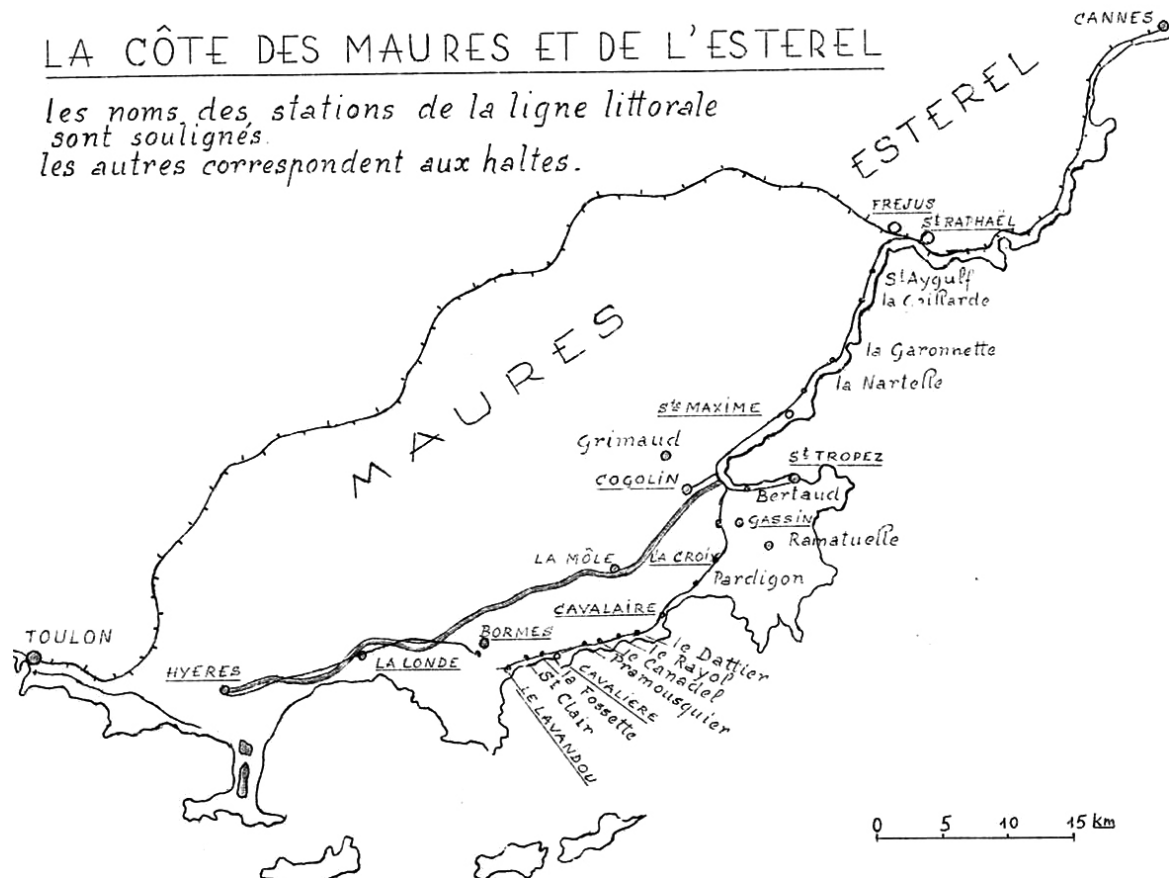 LA CÔTE DES MAURES ET DE L'ESTEREL
les noms des stations de la ligne littorale
sont soulignés.
les autres correspondent aux haltes.
CANNES
ESTEREL
FREJUS
St RAPHAËL
St Aygulf
la Gaillarde
MAURES
la Garonnette
la Nartelle
Ste MAXIME
Grimaud
St TROPEZ
COGOLIN
Bertaud
GASSIN
Ramatuelle
LA MÔLE
LA CROIX
Pardigon
CAVALAIRE
TOULON
BORMES
HYERES
LA LONDE
le Dattier
le Rayol
le Canadel
Pramousquier
CAVALIERE
la Fossette
St Clair
LE LAVANDOU
0 5 10 15 km